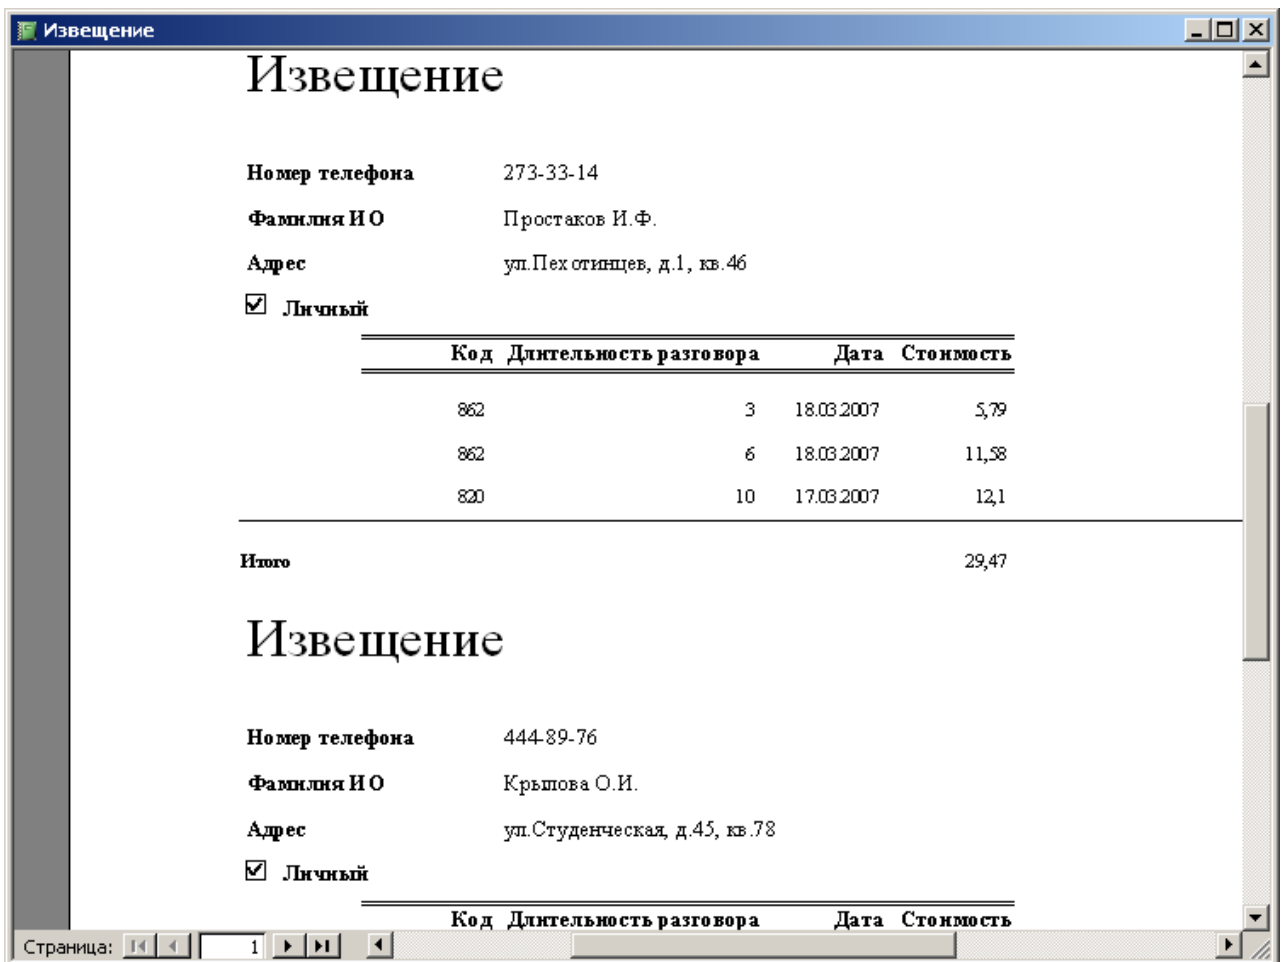 Извещение
Извещение
Номер телефона 273-33-14
Фамилия И О Простаков И.Ф.
Адрес ул.Пехотинцев, д.1, кв.46
Личный
Код Длительность разговора Дата Стоимость
862 3 18.03.2007 5,79
862 6 18.03.2007 11,58
820 10 17.03.2007 12,1
Итого 29,47
Извещение
Номер телефона 444-89-76
Фамилия И О Крылова О.И.
Адрес ул.Студенческая, д.45, кв.78
Личный
Код Длительность разговора Дата Стоимость
Страница: 1